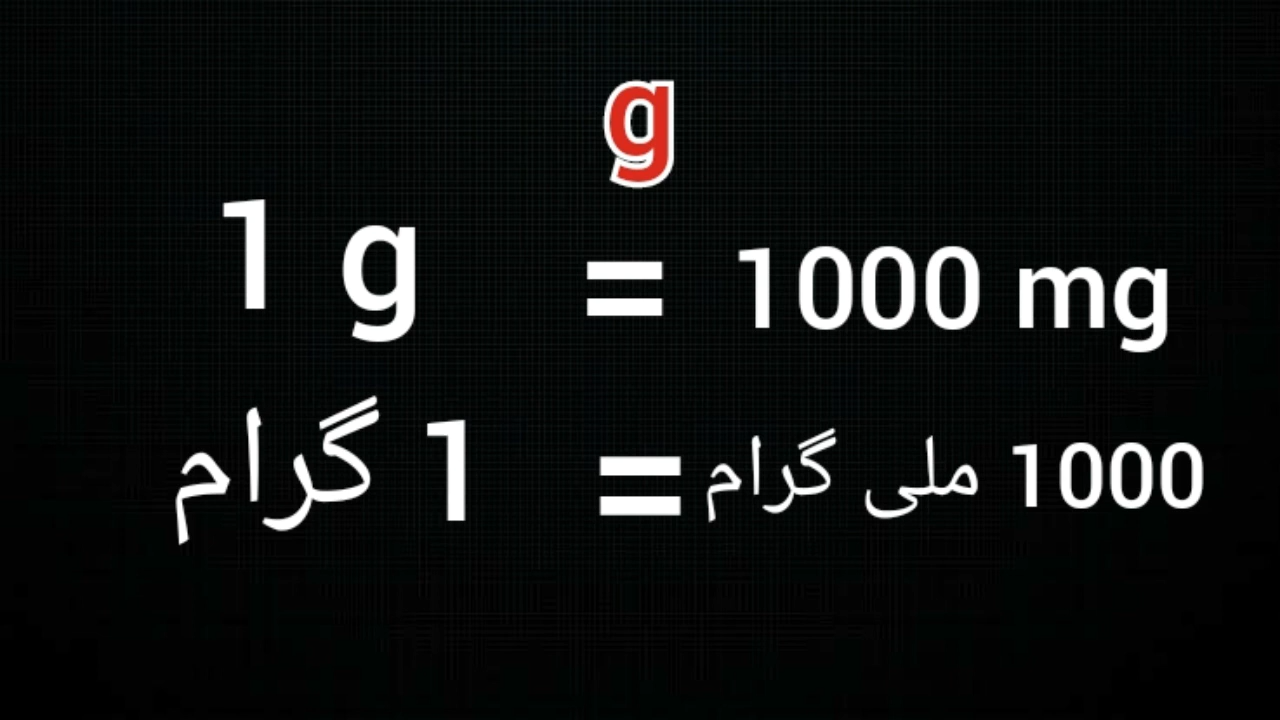 g
1 g = 1000 mg
1 گرام = 1000 ملی گرام